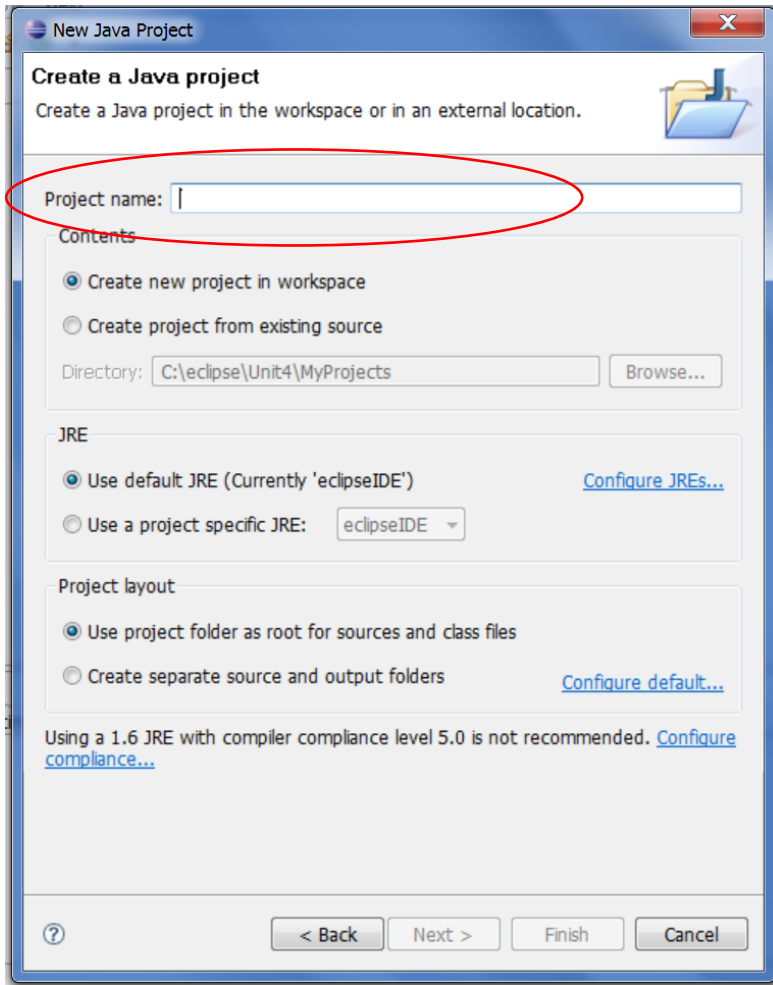 New Java Project
X
Create a Java project
Create a Java project in the workspace or in an external location.
Project name:
Contents
Create new project in workspace
Create project from existing source
Directory: C:\eclipse\Unit4\MyProjects Browse...
JRE
Use default JRE (Currently 'eclipseIDE') Configure JREs...
Use a project specific JRE: eclipseIDE
Project layout
Use project folder as root for sources and class files
Create separate source and output folders Configure default...
Using a 1.6 JRE with compiler compliance level 5.0 is not recommended. Configure
compliance...
? < Back Next > Finish Cancel